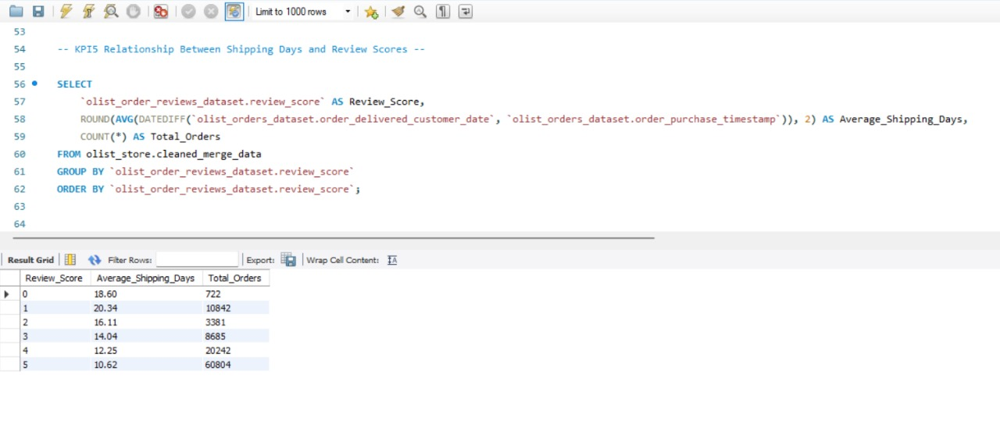 Limit to 1000 rows
53
54 -- KPI5 Relationship Between Shipping Days and Review Scores --
55
56 SELECT
57 `olist_order_reviews_dataset.review_score` AS Review_Score,
58 ROUND(AVG(DATEDIFF(`olist_orders_dataset.order_delivered_customer_date`, `olist_orders_dataset.order_purchase_timestamp`)), 2) AS Average_Shipping_Days,
59 COUNT(*) AS Total_Orders
60 FROM olist_store.cleaned_merge_data
61 GROUP BY `olist_order_reviews_dataset.review_score`
62 ORDER BY `olist_order_reviews_dataset.review_score`;
63
64
Result Grid Filter Rows: Export: Wrap Cell Content:
Review_Score Average_Shipping_Days Total_Orders
0 18.60 722
1 20.34 10842
2 16.11 3381
3 14.04 8685
4 12.25 20242
5 10.62 60804